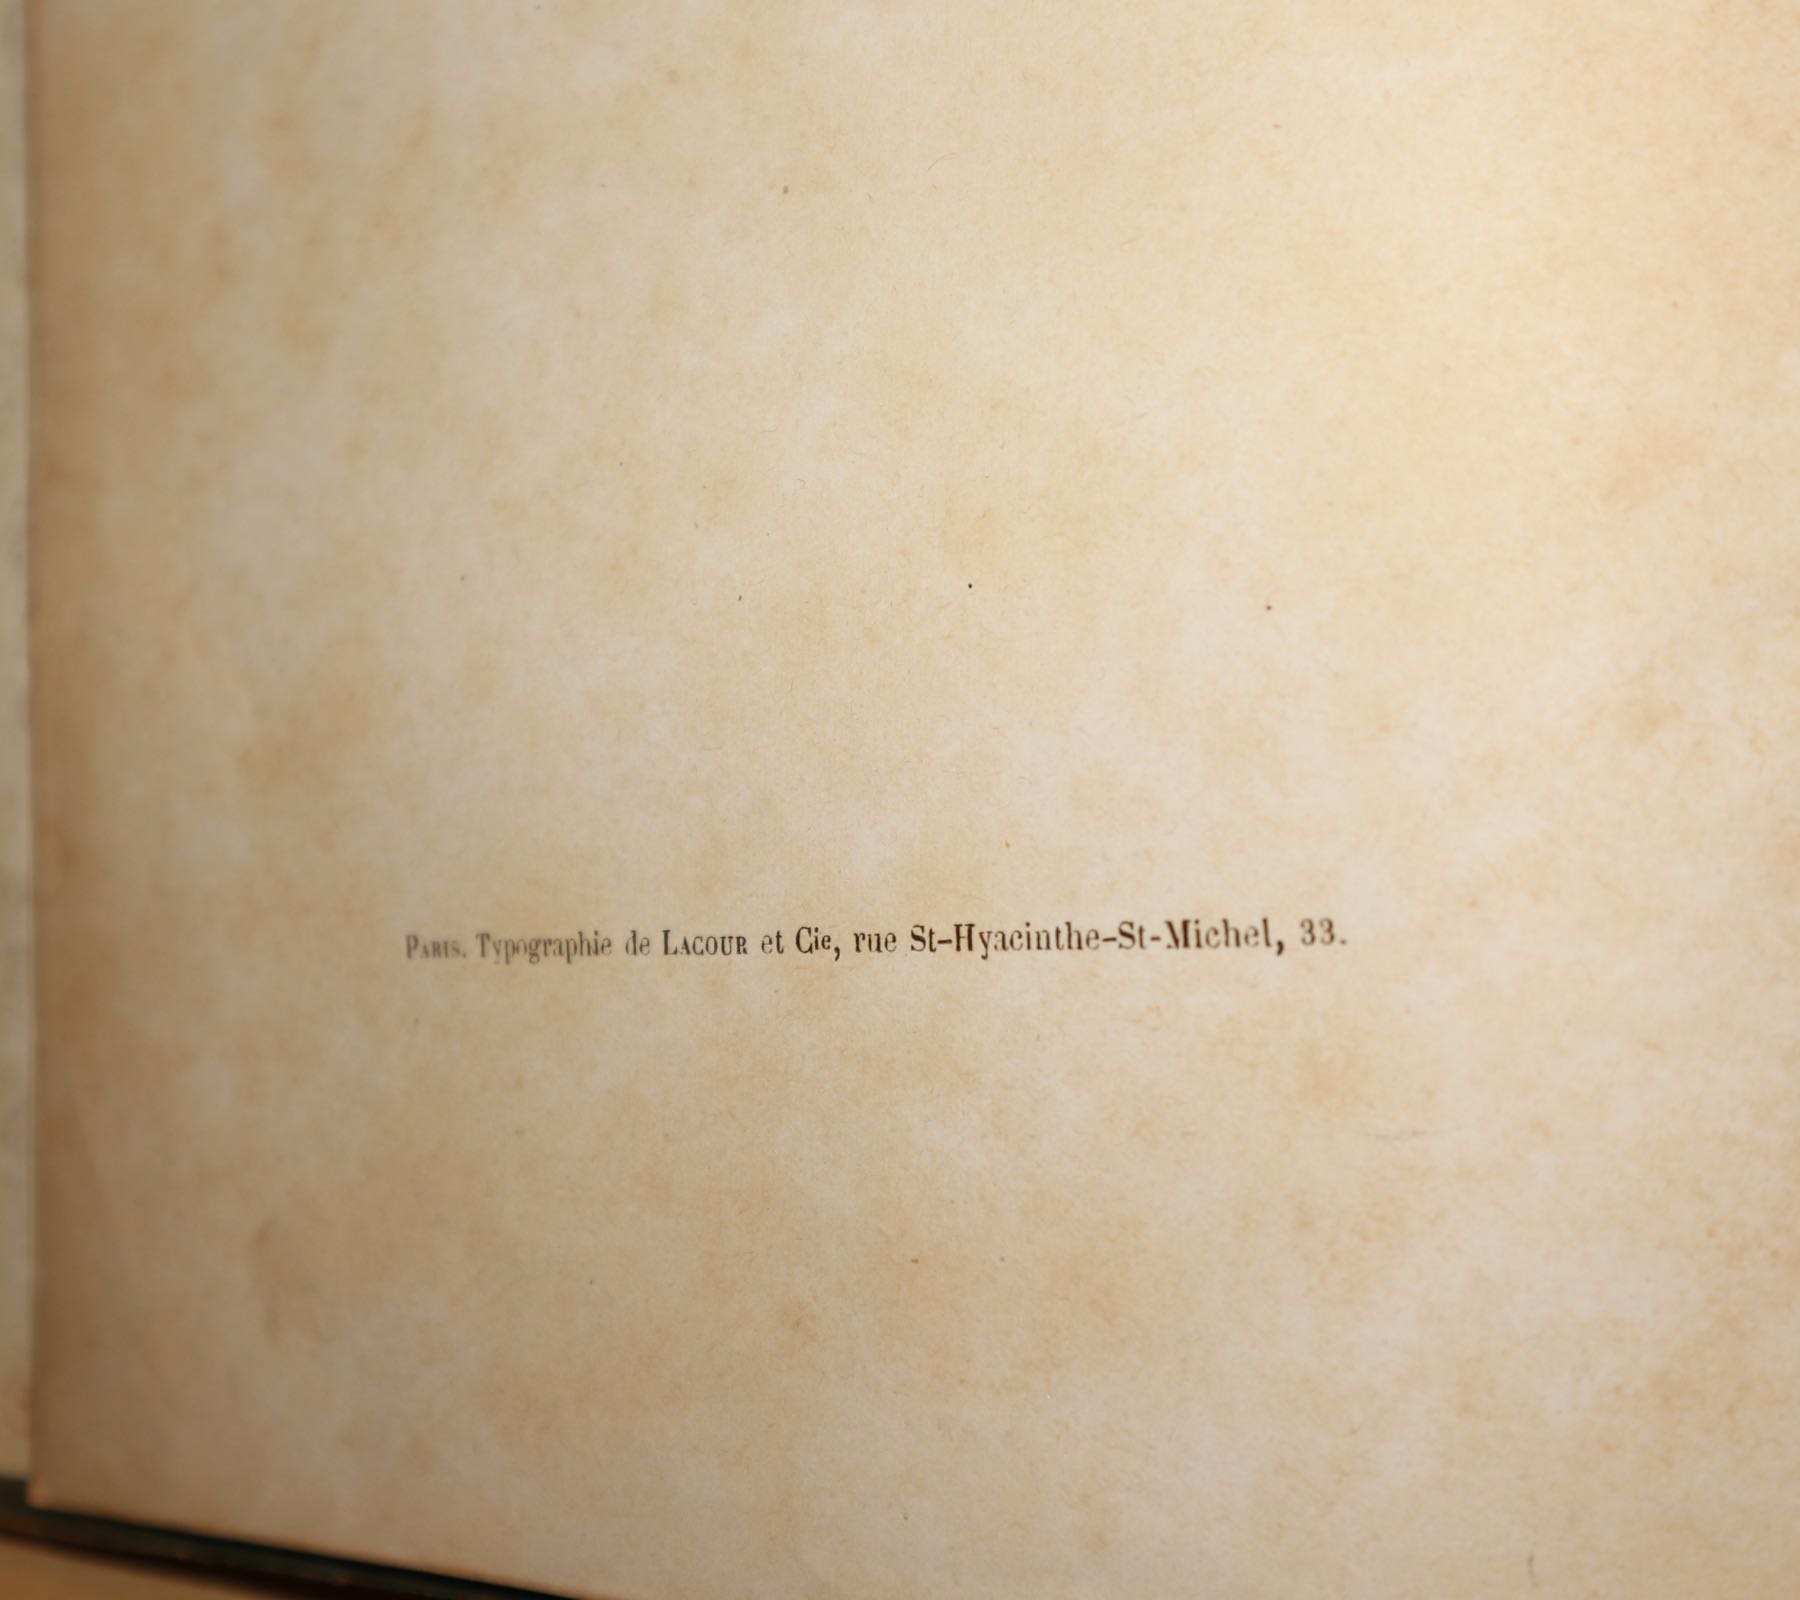 PARIS. Typographie de LACOUR et Cie, rue St-Hyacinthe-St-Michel, 33.